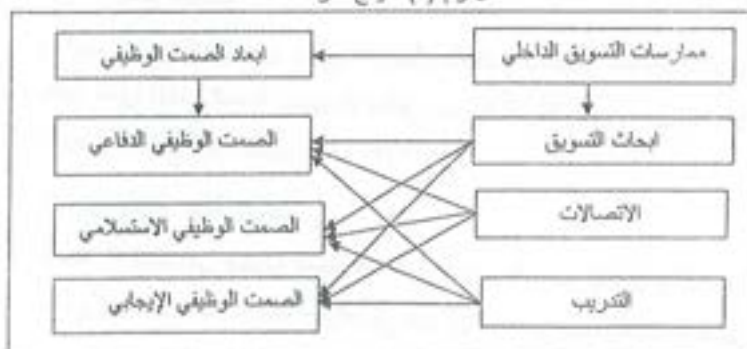 ممارسات التسويق الداخلي
ابعاد الصمت الوظيفي
ابحاث التسويق
الصمت الوظيفي الدفاعي
الاتصالات
الصمت الوظيفي الاستسلامي
التدريب
الصمت الوظيفي الإيجابي